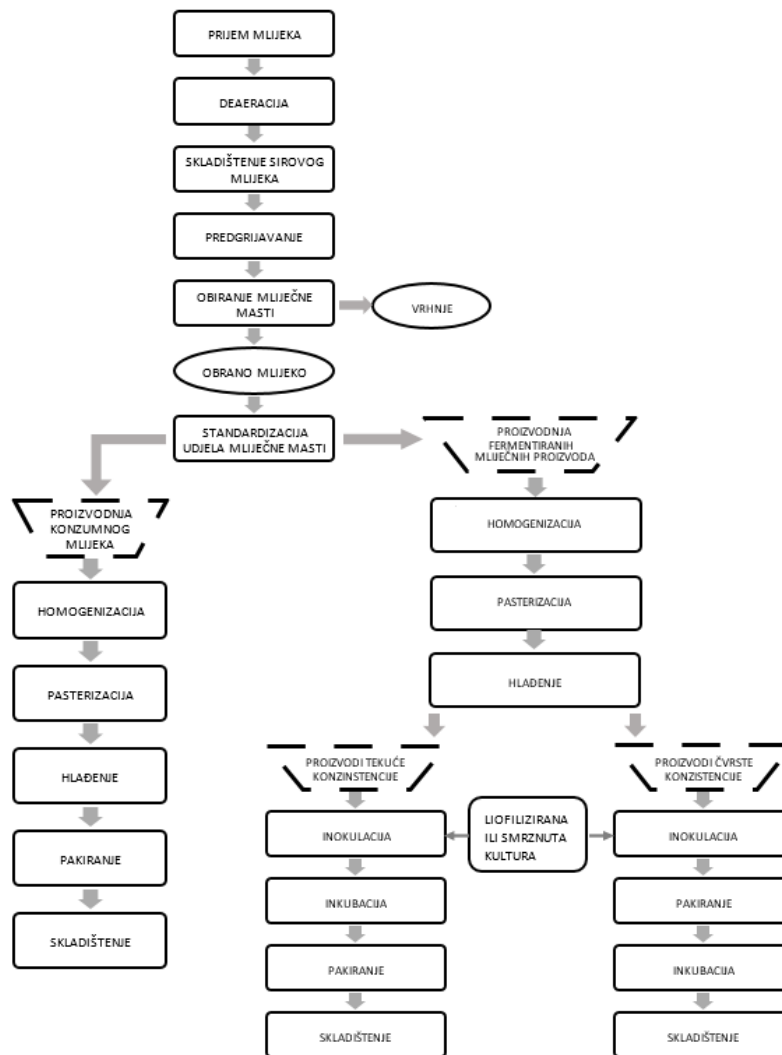 PRIJEM MLIJEKA
DEAERACIJA
SKLADIŠTENJE SIROVOG
MLIJEKA
PREDGRIJAVANJE
OBIRANJE MLIJEČNE
MASTI
VRHNJE
OBRANO MLIJEKO
STANDARDIZACIJA
UDJELA MLIJEČNE MASTI
PROIZVODNJA
KONZUMNOG
MLIJEKA
HOMOGENIZACIJA
PASTERIZACIJA
HLAĐENJE
PAKIRANJE
SKLADIŠTENJE
PROIZVODNJA
FERMENTIRANIH
MLIJEČNIH PROIZVODA
HOMOGENIZACIJA
PASTERIZACIJA
HLAĐENJE
PROIZVODI TEKUĆE
KONZINSTENCIJE
INOKULACIJA
INKUBACIJA
PAKIRANJE
SKLADIŠTENJE
LIOFILIZIRANA
ILI SMRZNUTA
KULTURA
PROIZVODI ČVRSTE
KONZISTENCIJE
INOKULACIJA
PAKIRANJE
INKUBACIJA
SKLADIŠTENJE